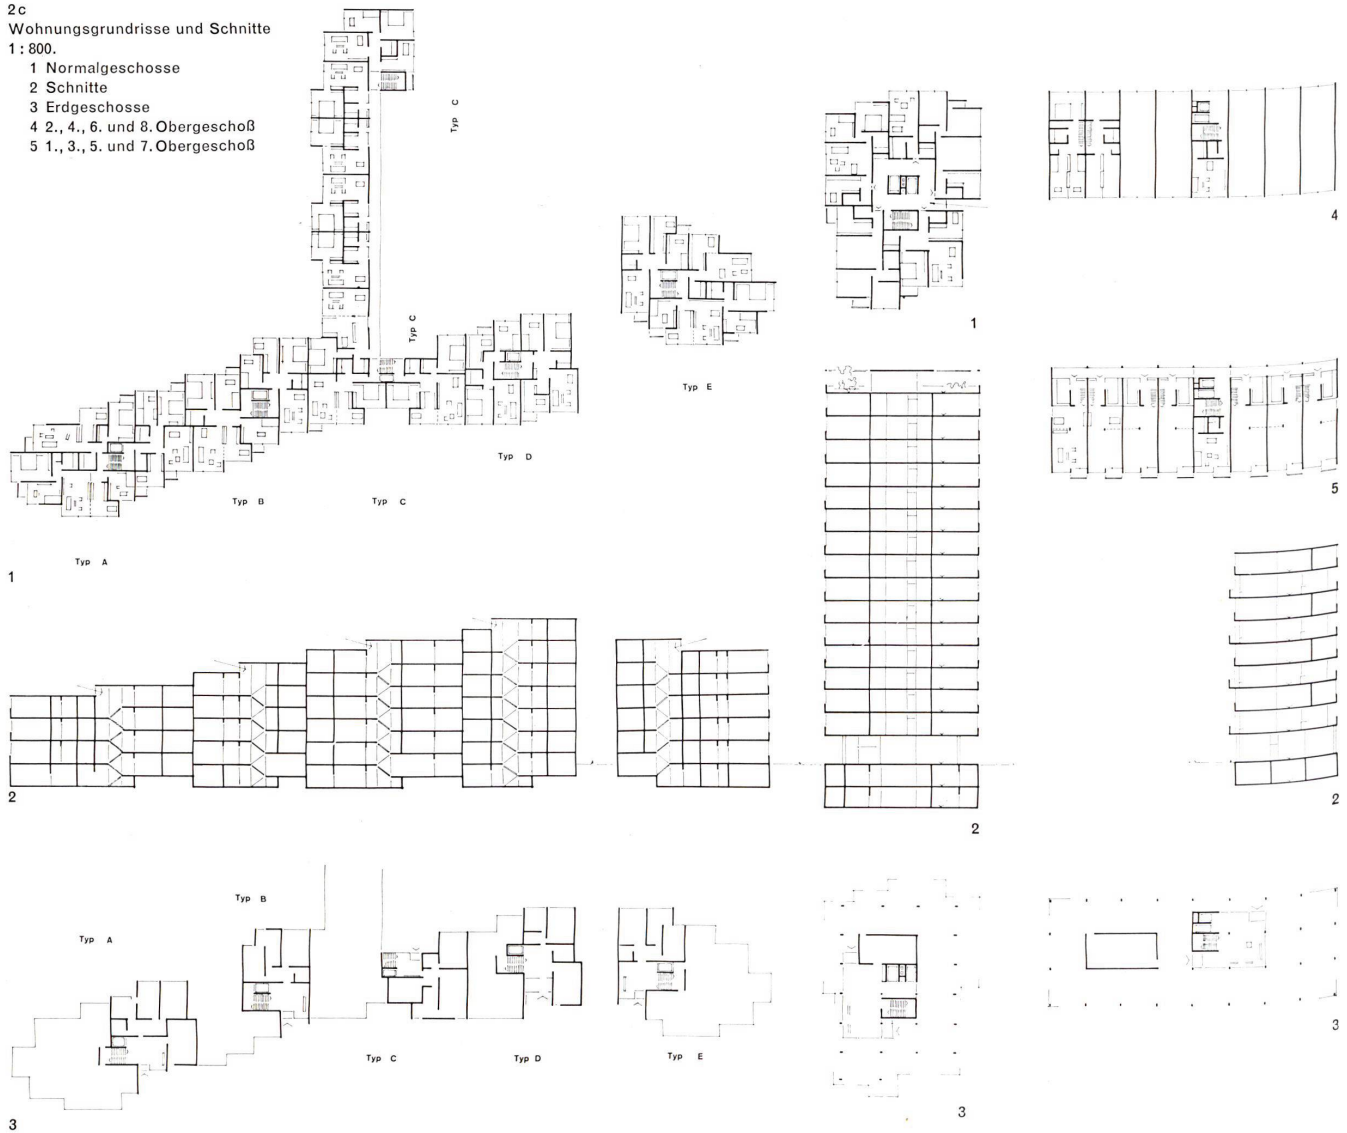 2c
Wohnungsgrundrisse und Schnitte
1:800.
1 Normalgeschosse
2 Schnitte
3 Erdgeschosse
4 2., 4., 6. und 8. Obergeschoß
5 1., 3., 5. und 7. Obergeschoß
Typ C
4
1
Typ C
Typ E
Typ D
5
Typ B
Typ C
Typ A
1
2
2
2
Typ B
Typ A
3
Typ C
Typ D
Typ E
3
3